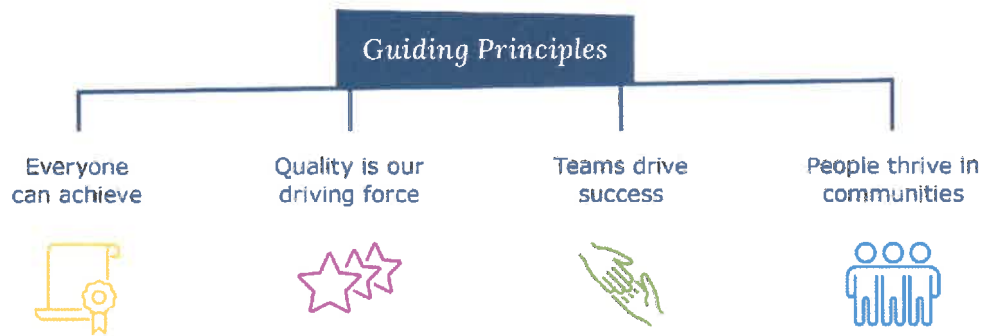 Guiding Principles
Everyone
can achieve
Quality is our
driving force
Teams drive
success
People thrive in
communities